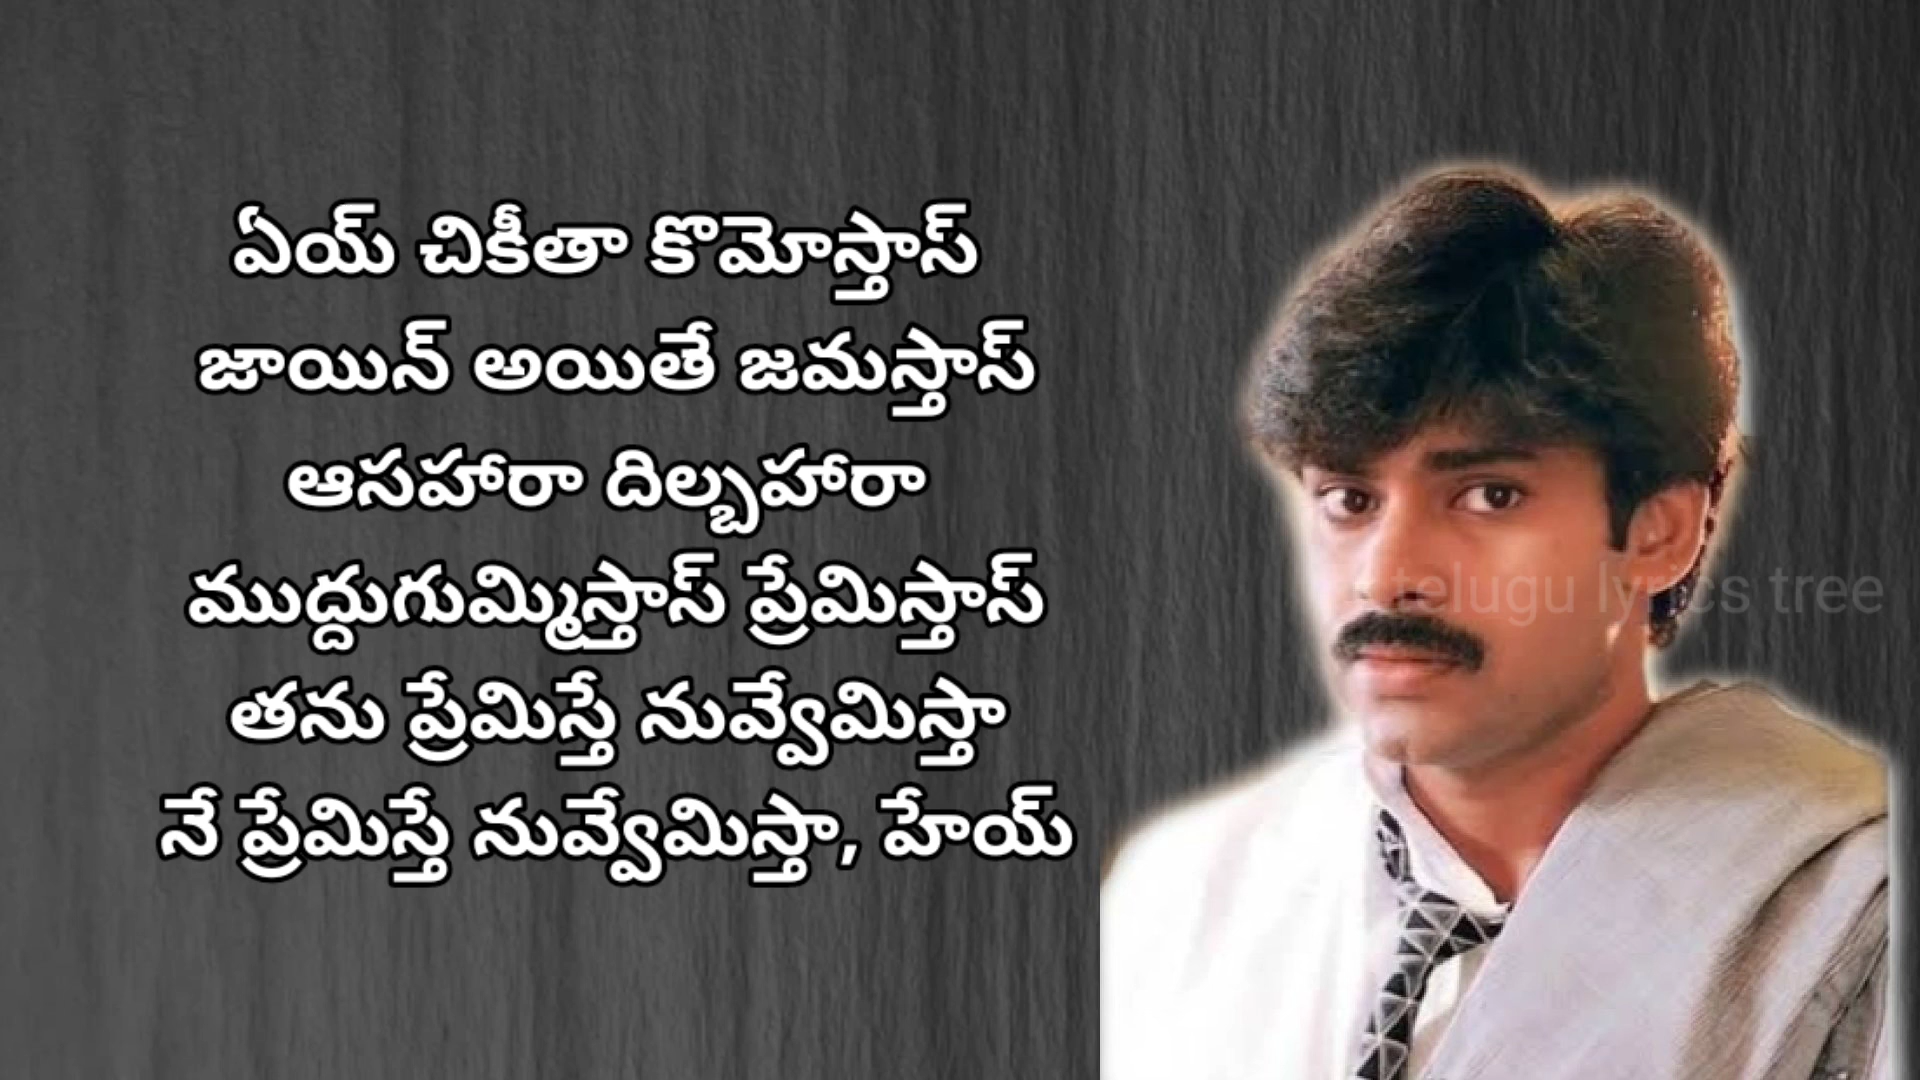 ఏయ్ చికీతా కొమోస్తాస్
జాయిన్ అయితే జమస్తాస్
ఆసహారా దిల్బహారా
ముద్దుగుమ్మిస్తాస్ ప్రేమిస్తాస్
తను ప్రేమిస్తే నువ్వేమిస్తా
నే ప్రేమిస్తే నువ్వేమిస్తా, హేయ్
telugu lyrics tree